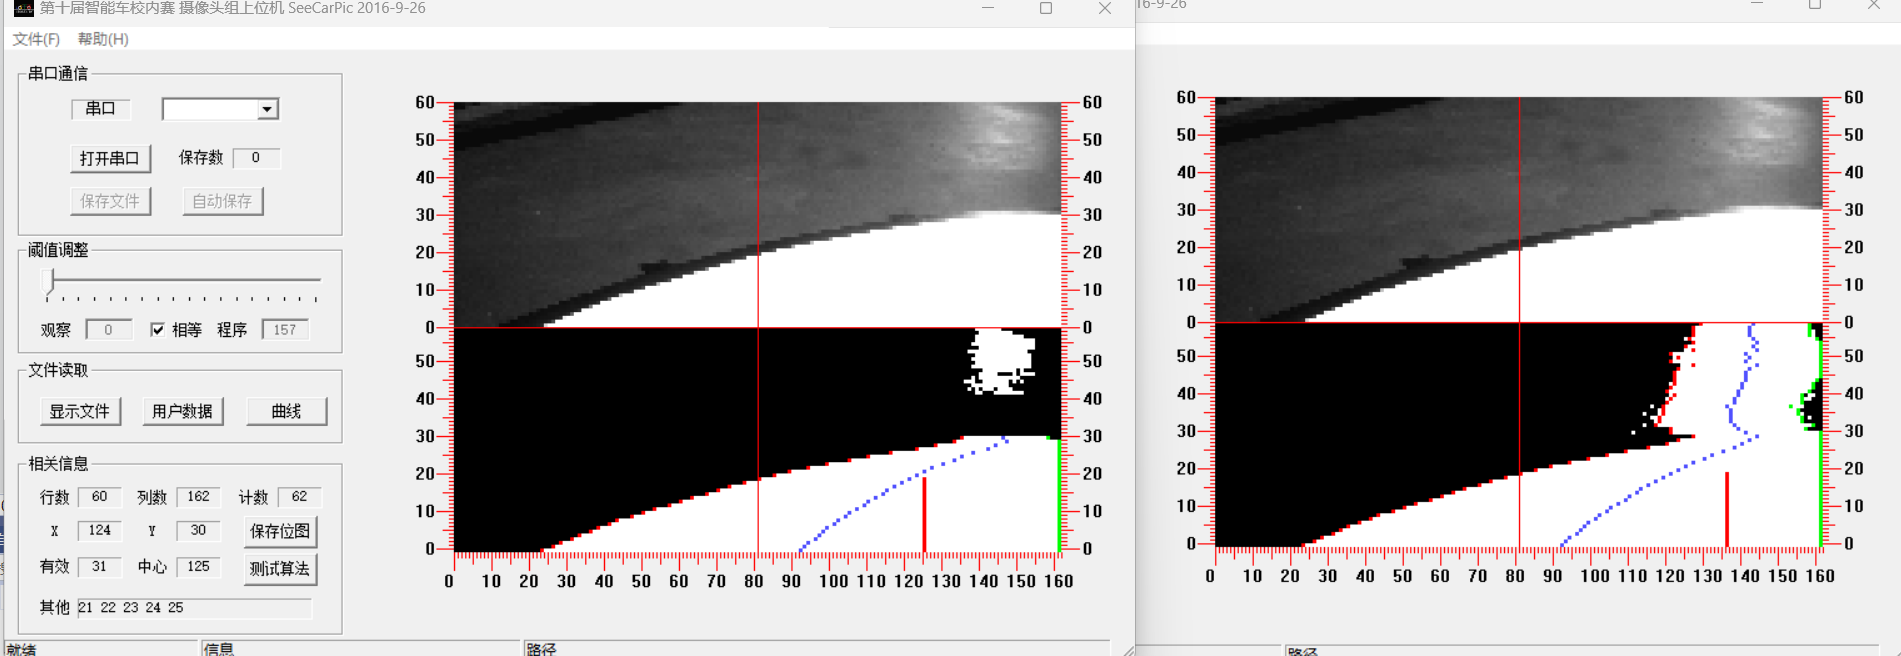 第十届智能车校内赛 摄像头组上位机 SeeCarPic 2016-9-26
16-9-26
文件(F) 帮助(H)
串口通信
串口
打开串口 保存数 0
保存文件 自动保存
阈值调整
观察 0 相等 程序 157
文件读取
显示文件 用户数据 曲线
相关信息
行数 60 列数 162 计数 62
X 124 Y 30 保存位图
有效 31 中心 125 测试算法
其他 21 22 23 24 25
就绪 信息 路径
60 60
50 50
40 40
30 30
20 20
10 10
0 0
50 50
40 40
30 30
20 20
10 10
0 0
0 10 20 30 40 50 60 70 80 90 100 110 120 130 140 150 160
60 60
50 50
40 40
30 30
20 20
10 10
0 0
50 50
40 40
30 30
20 20
10 10
0 0
0 10 20 30 40 50 60 70 80 90 100 110 120 130 140 150 160
路径